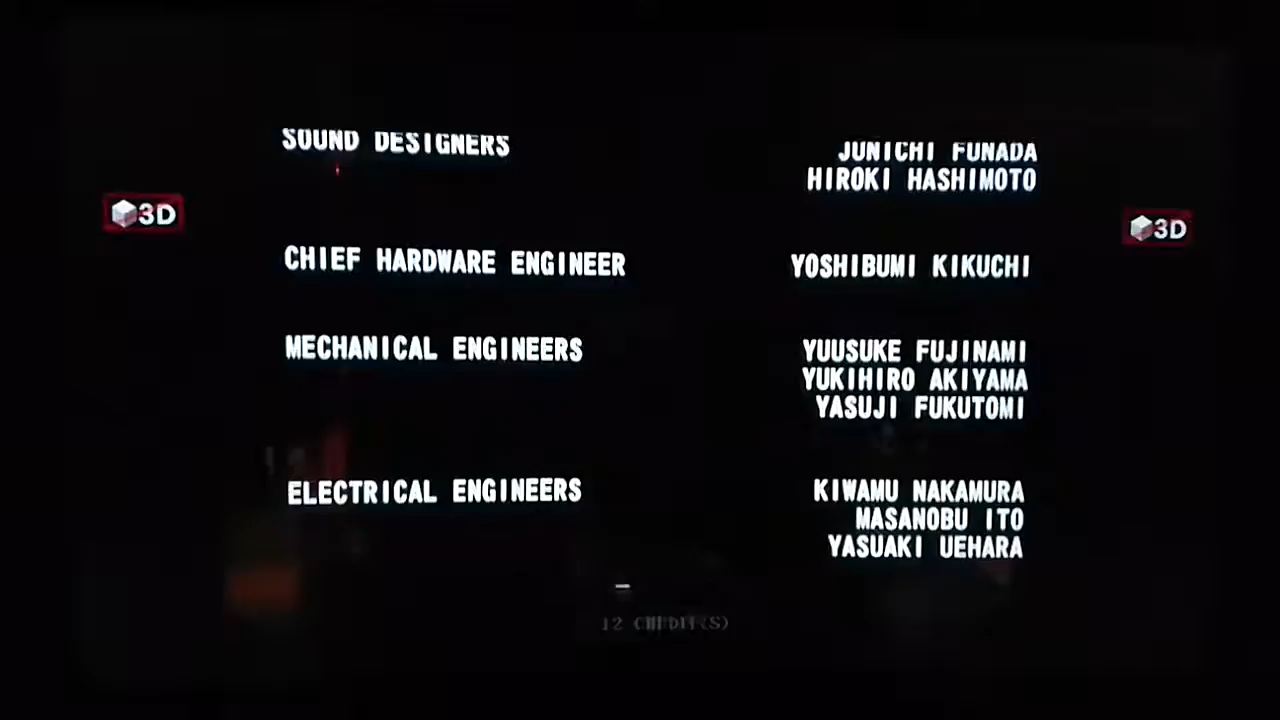 SOUND DESIGNERS JUNICHI FUNADA
HIROKI HASHIMOTO
3D 3D
CHIEF HARDWARE ENGINEER YOSHIBUMI KIKUCHI
MECHANICAL ENGINEERS YUUSUKE FUJINAMI
YUKIHIRO AKIYAMA
YASUJI FUKUTOMI
ELECTRICAL ENGINEERS KIWAMU NAKAMURA
MASANOBU ITO
YASUAKI UEHARA
12 CREDIT(S)